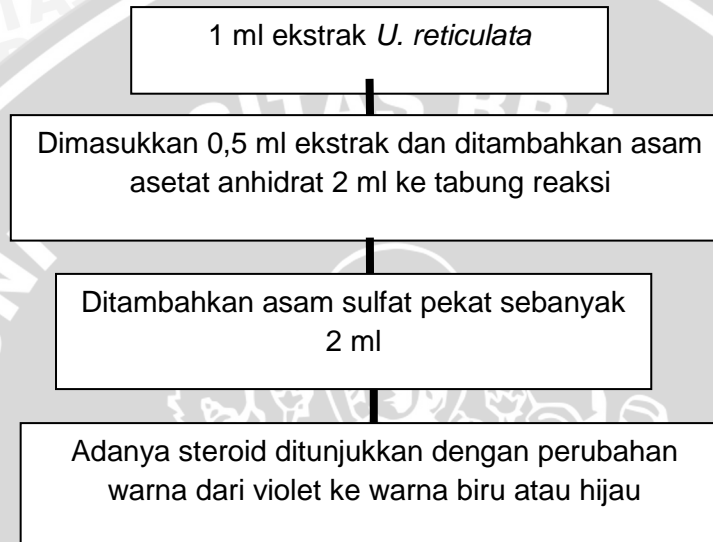 1 ml ekstrak U. reticulata
Dimasukkan 0,5 ml ekstrak dan ditambahkan asam
asetat anhidrat 2 ml ke tabung reaksi
Ditambahkan asam sulfat pekat sebanyak
2 ml
Adanya steroid ditunjukkan dengan perubahan
warna dari violet ke warna biru atau hijau